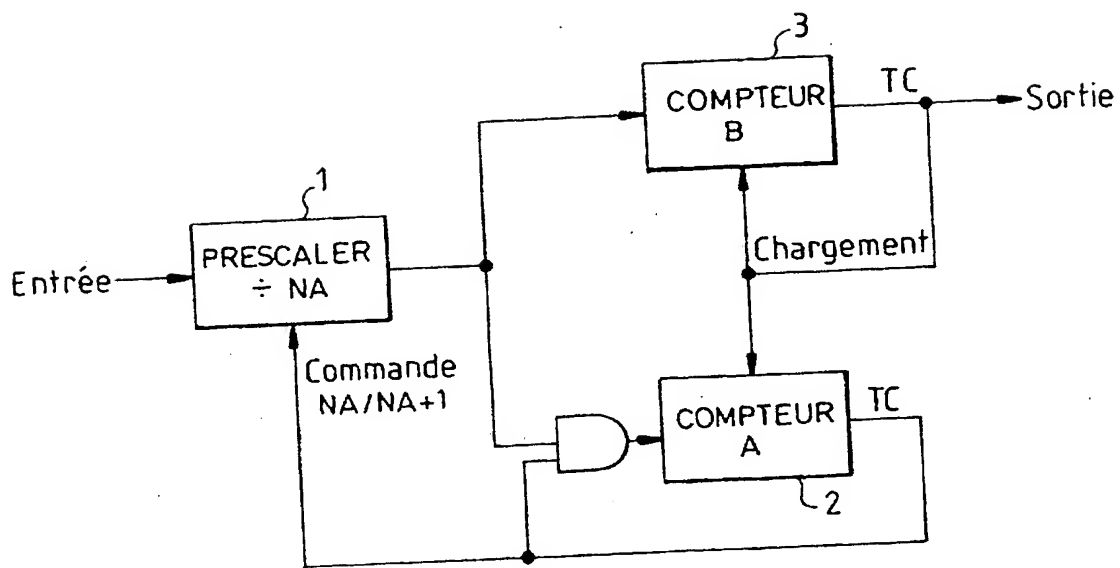 3
COMPTEUR
B
TC
Sortie
1
PRESCALER
÷ NA
Entrée
Chargement
Commande
NA/NA+1
COMPTEUR
A
TC
2